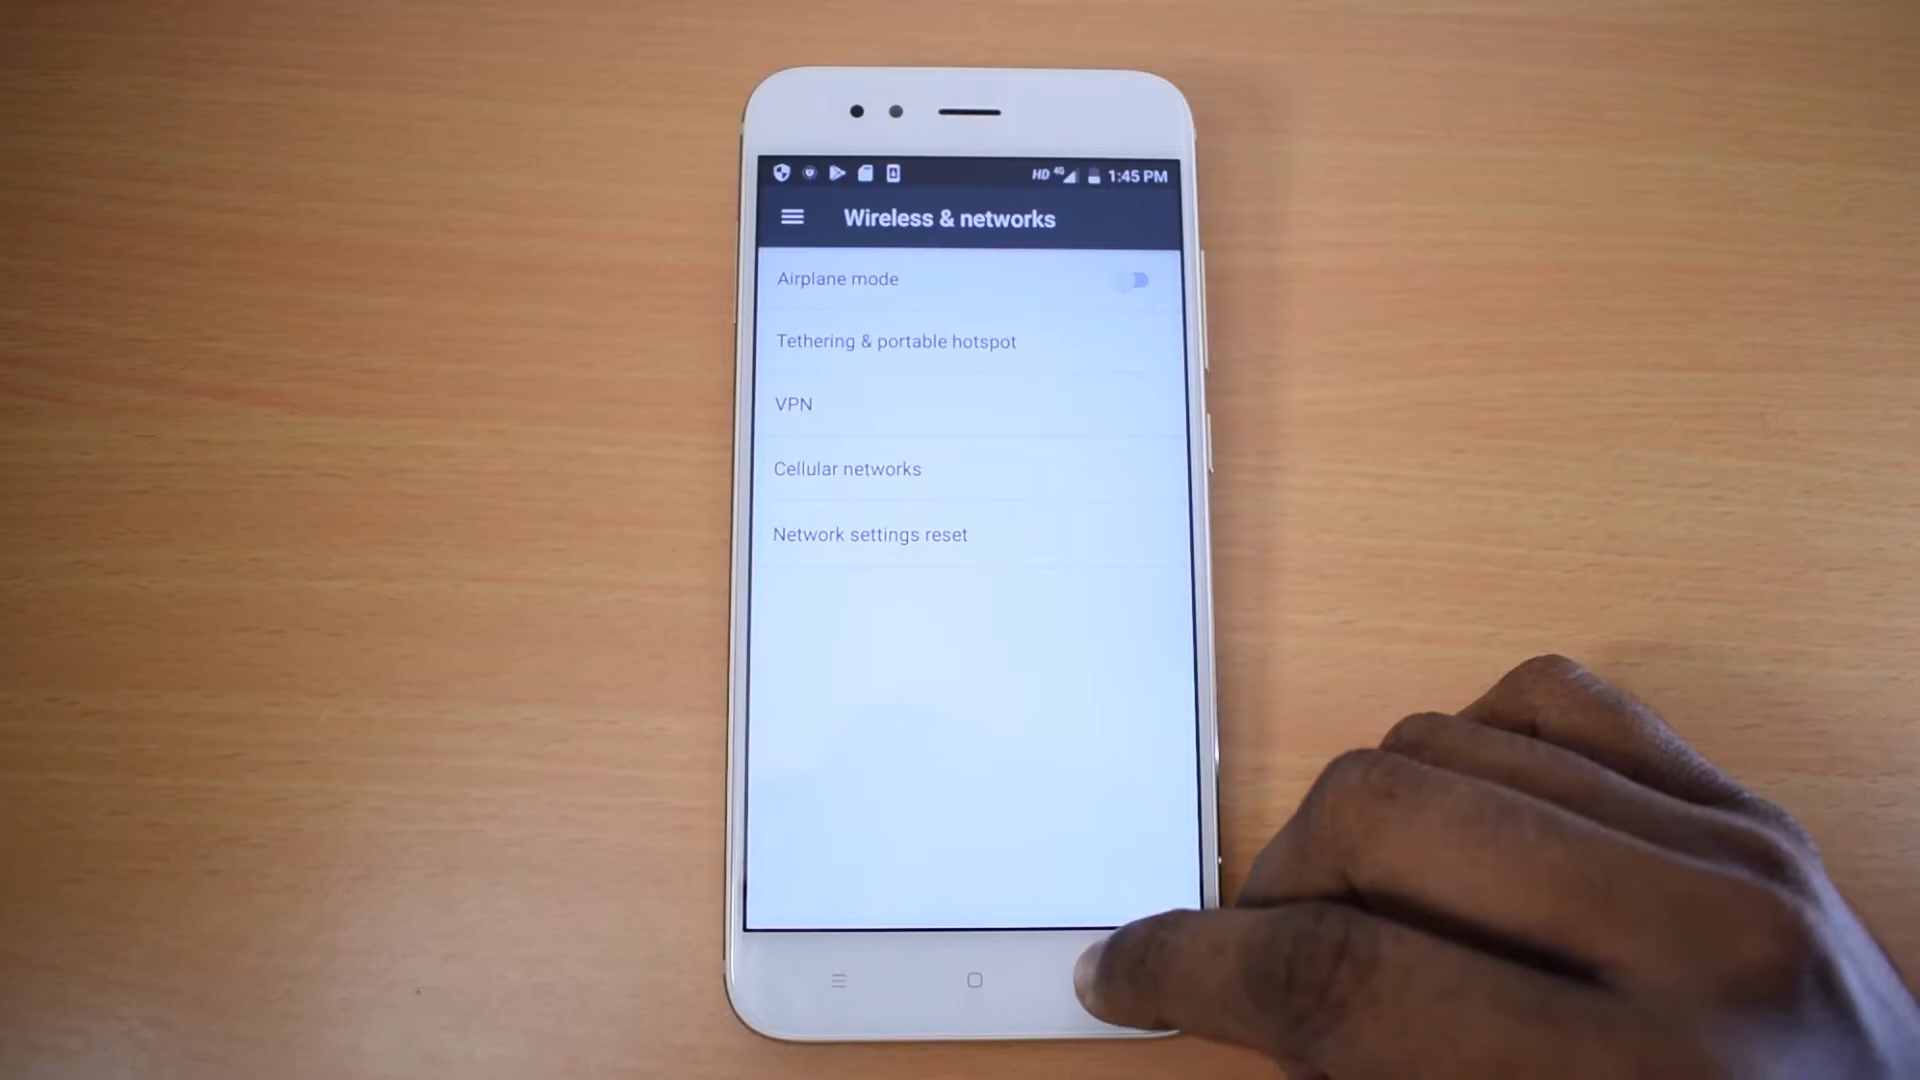 HD 4G 1:45 PM
Wireless & networks
Airplane mode
Tethering & portable hotspot
VPN
Cellular networks
Network settings reset